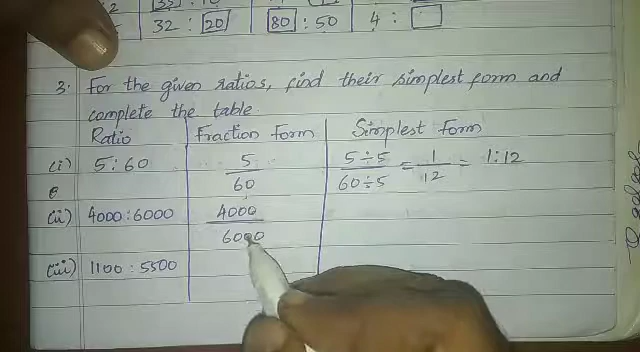 32 : 20 80 : 50 4 :
3. For the given ratios, find their simplest form and
complete the table
Ratio Fraction Form Simplest Form
(i) 5 : 60 5/60 5÷5/60÷5 = 1/12 = 1:12
(ii) 4000 : 6000 4000/6000
(iii) 1100 : 5500